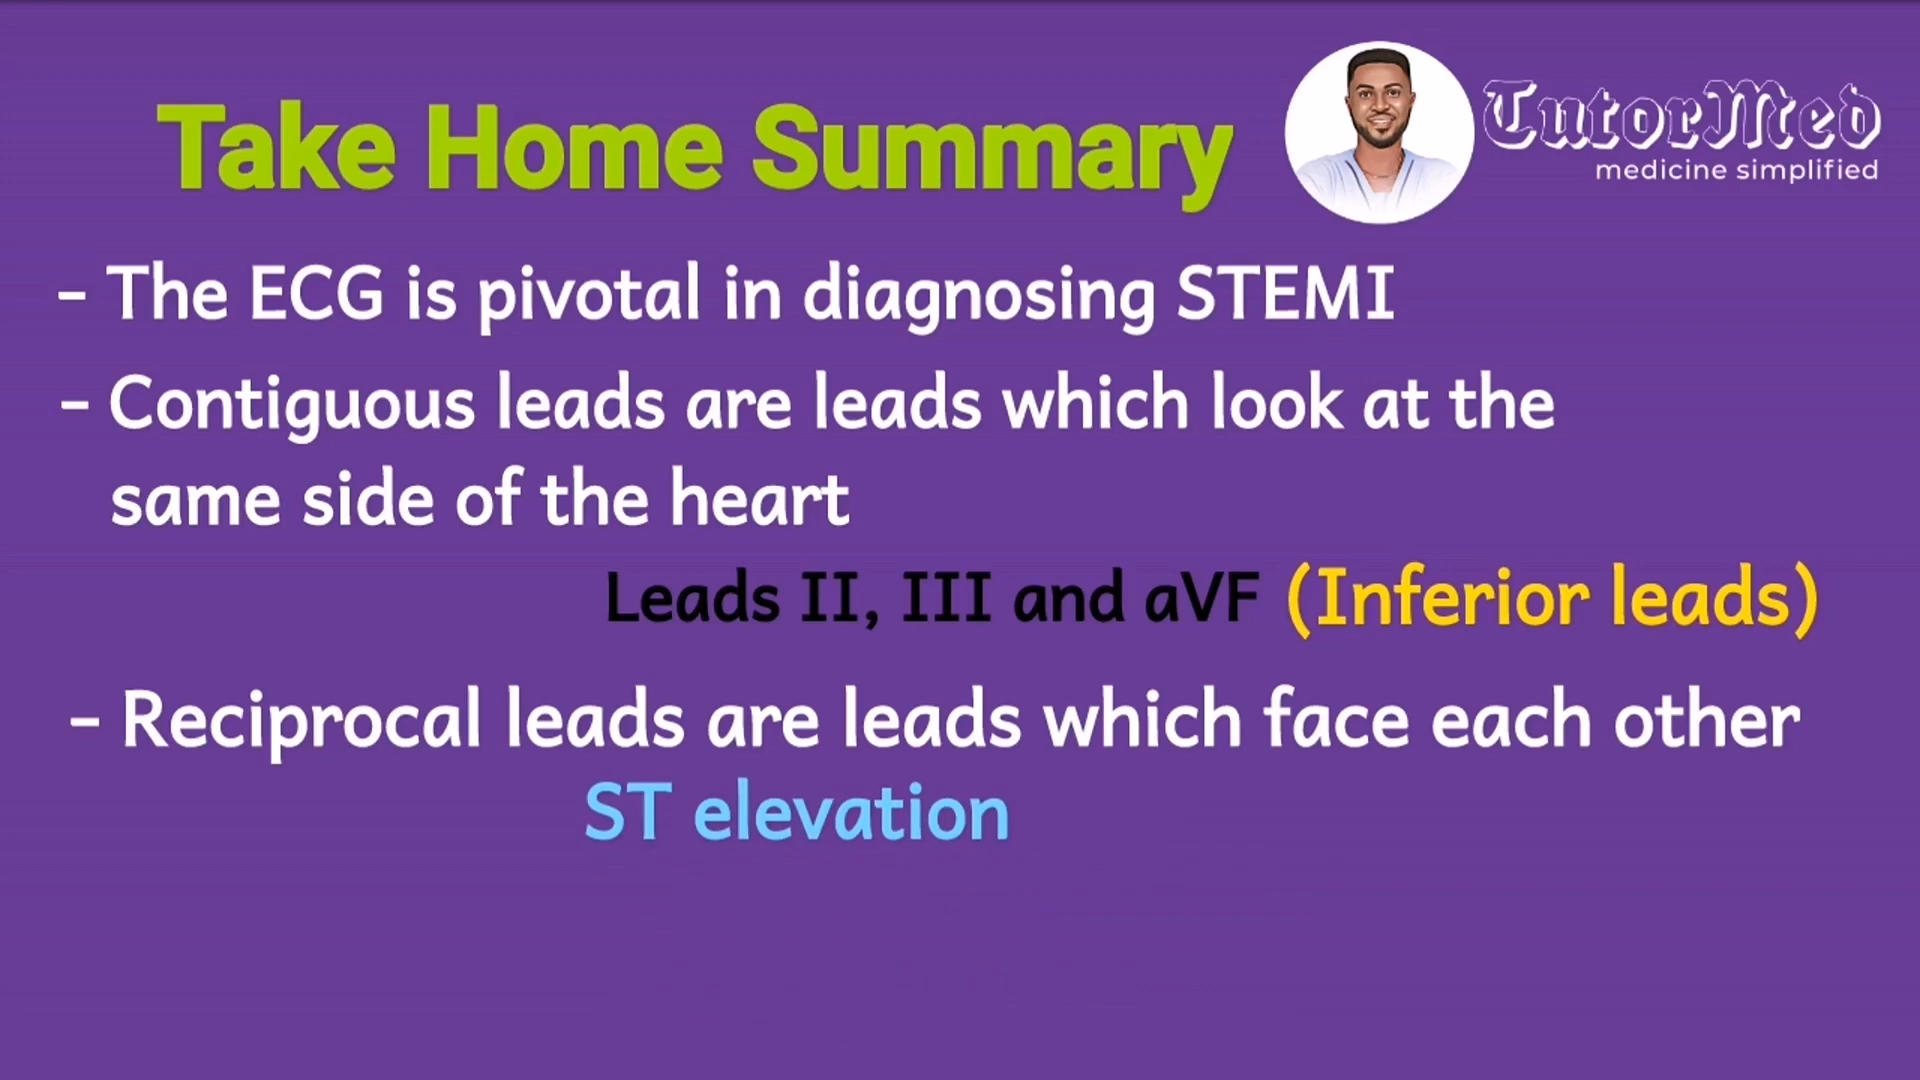 Take Home Summary
TutorMed
medicine simplified
- The ECG is pivotal in diagnosing STEMI
- Contiguous leads are leads which look at the
same side of the heart
Leads II, III and aVF (Inferior leads)
- Reciprocal leads are leads which face each other
ST elevation